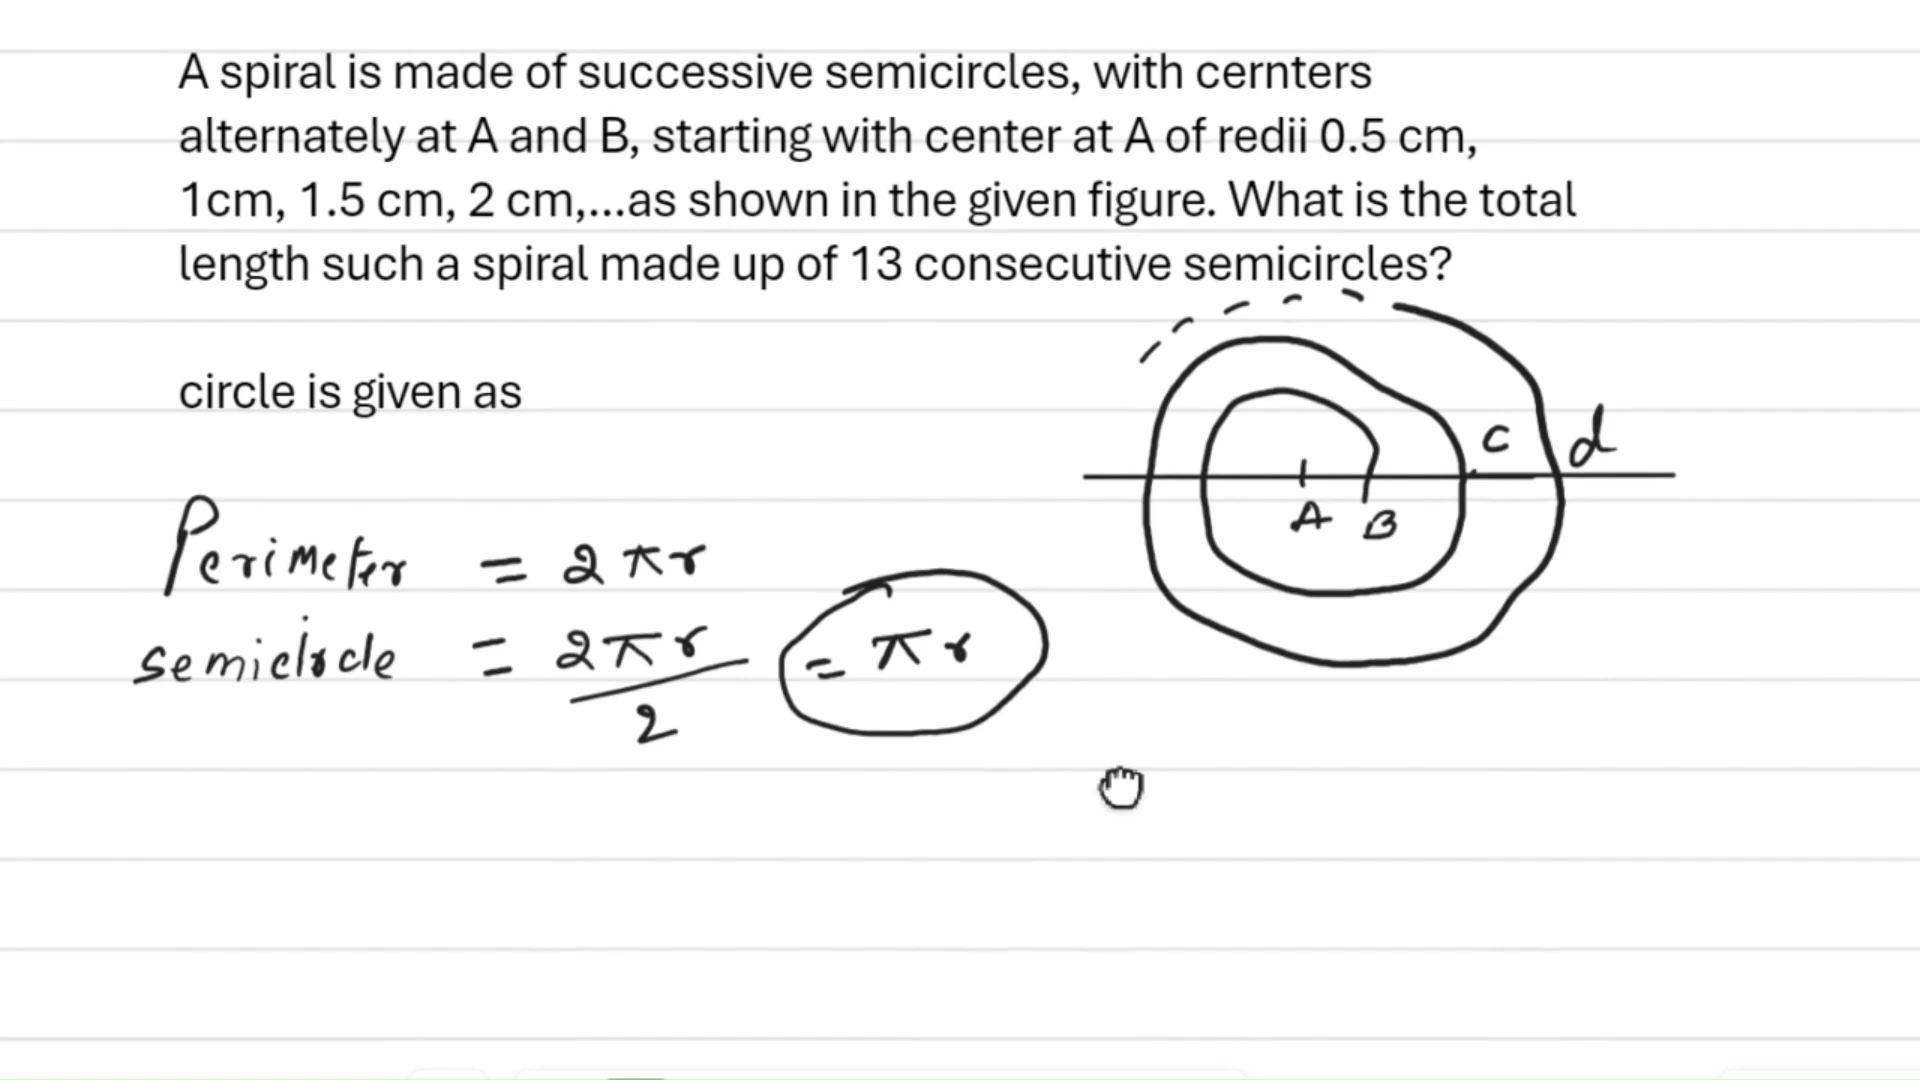 A spiral is made of successive semicircles, with cernters
alternately at A and B, starting with center at A of redii 0.5 cm,
1cm, 1.5 cm, 2 cm,...as shown in the given figure. What is the total
length such a spiral made up of 13 consecutive semicircles?
circle is given as
c d
A B
Perimeter = 2πr
semicircle = 2πr/2 = πr